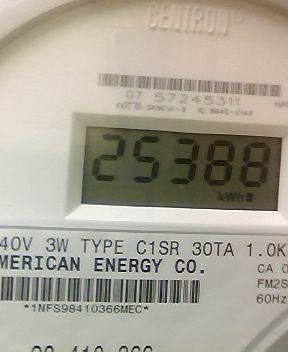 CENTRON®
07 57245311
25388
kWh
40V 3W TYPE C1SR 30TA 1.0K
MERICAN ENERGY CO.
CA 0
FM2S
60Hz
*1NFS98410366MEC*